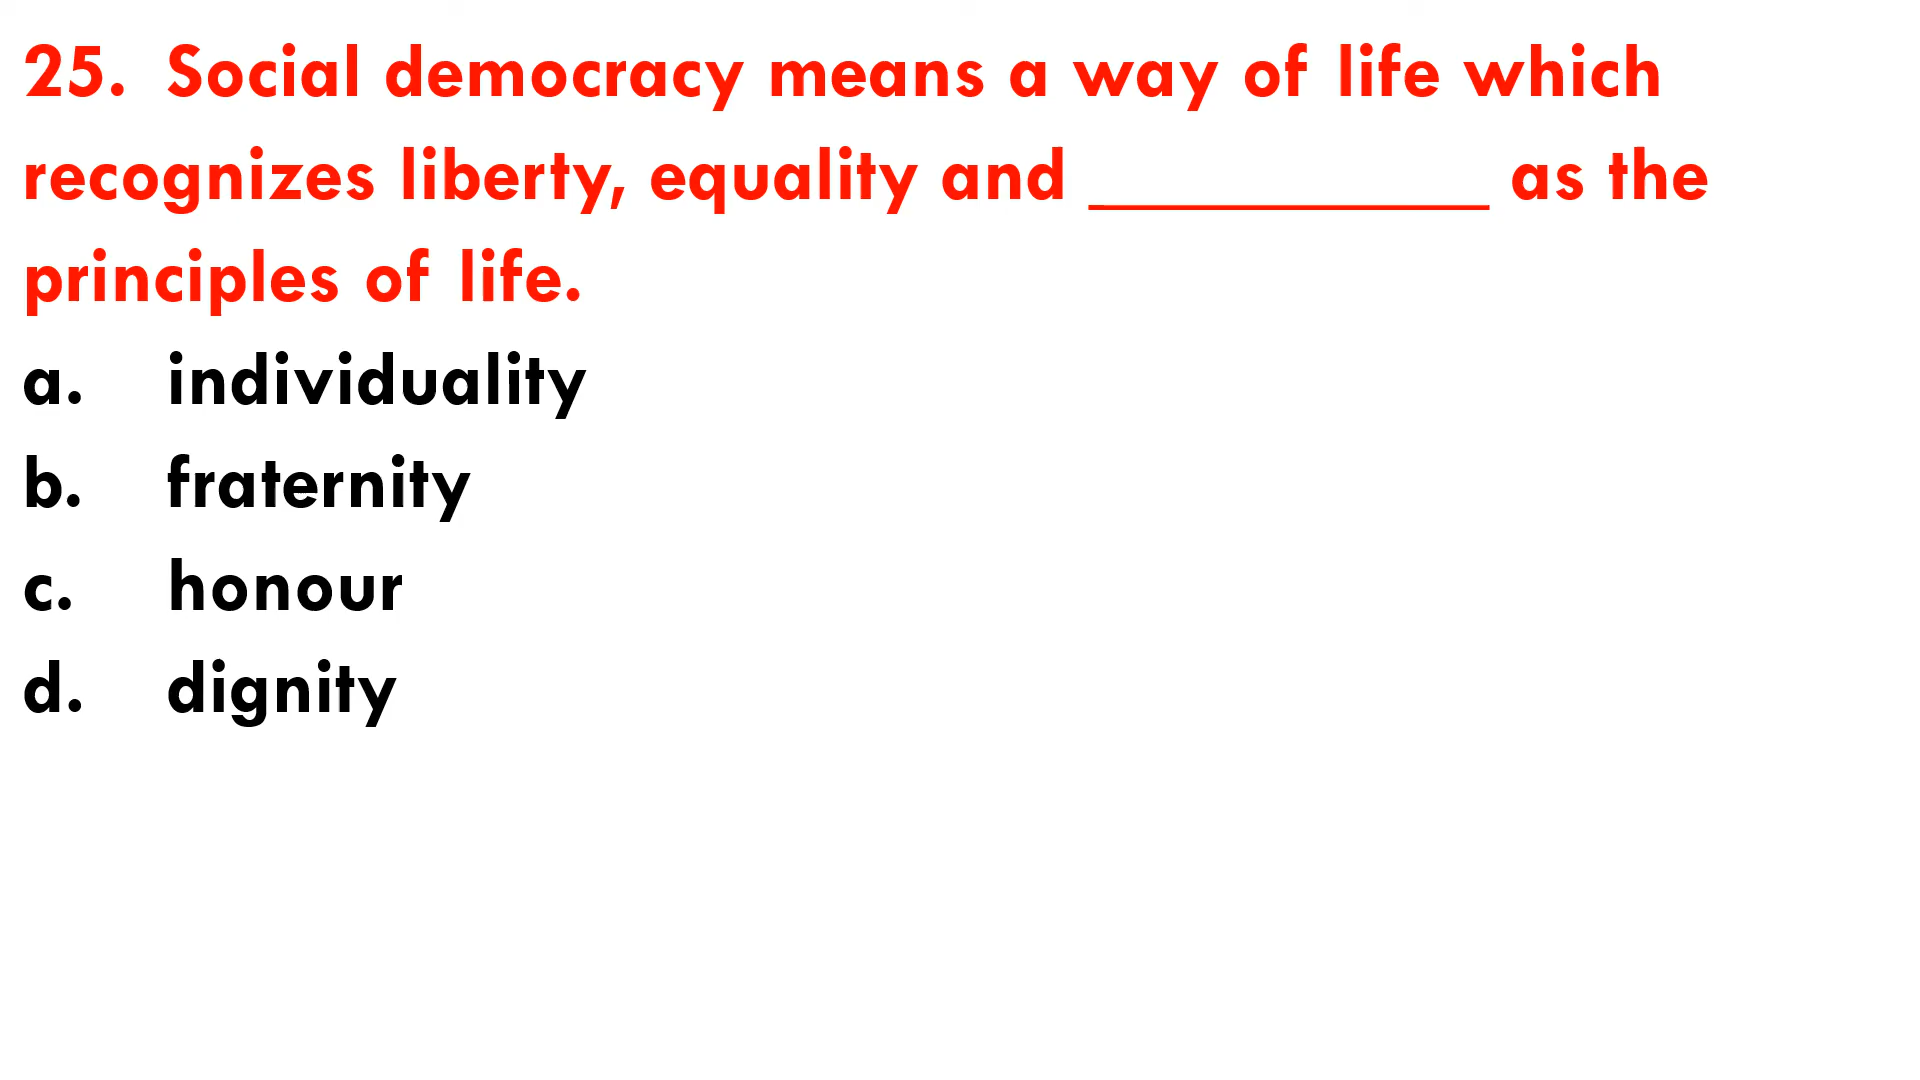 25. Social democracy means a way of life which
recognizes liberty, equality and ____________ as the
principles of life.
a. individuality
b. fraternity
c. honour
d. dignity